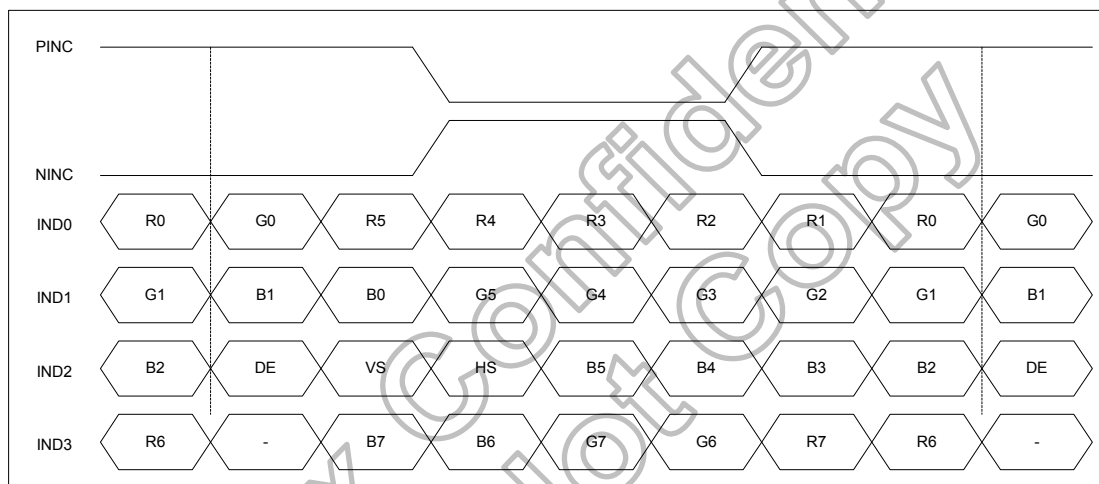 PINC
NINC
IND0 R0 G0 R5 R4 R3 R2 R1 R0 G0
IND1 G1 B1 B0 G5 G4 G3 G2 G1 B1
IND2 B2 DE VS HS B5 B4 B3 B2 DE
IND3 R6 - B7 B6 G7 G6 R7 R6 -
Confiden
Copy